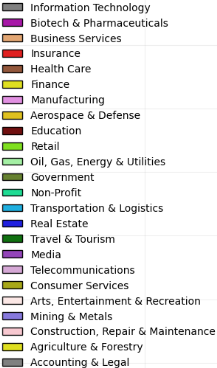 Information Technology
Biotech & Pharmaceuticals
Business Services
Insurance
Health Care
Finance
Manufacturing
Aerospace & Defense
Education
Retail
Oil, Gas, Energy & Utilities
Government
Non-Profit
Transportation & Logistics
Real Estate
Travel & Tourism
Media
Telecommunications
Consumer Services
Arts, Entertainment & Recreation
Mining & Metals
Construction, Repair & Maintenance
Agriculture & Forestry
Accounting & Legal